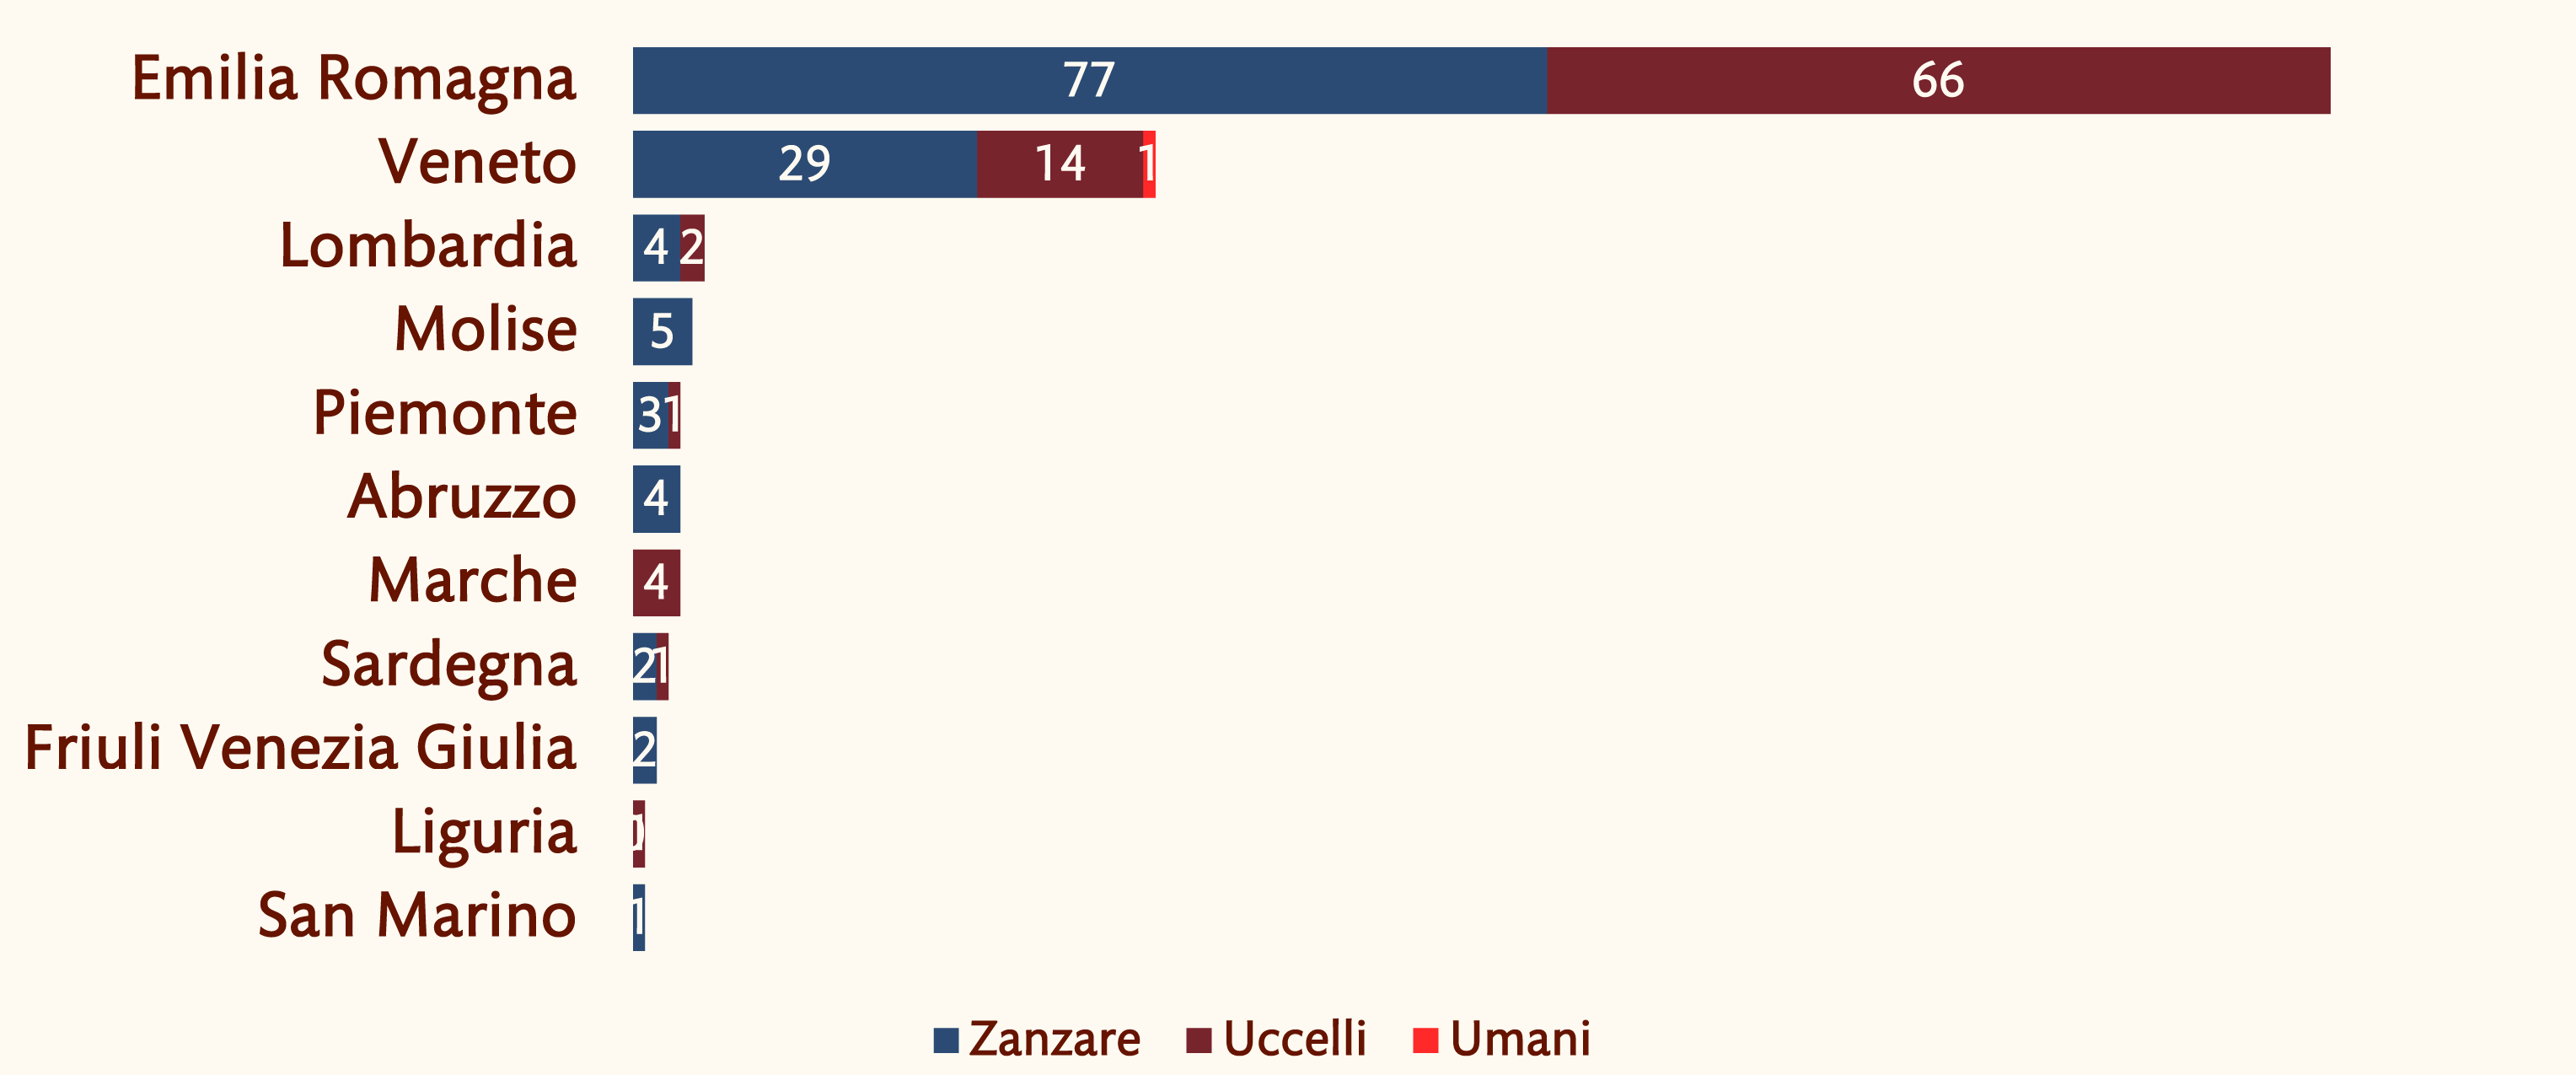 Emilia Romagna 77 66
Veneto 29 14 1
Lombardia 4 2
Molise 5
Piemonte 3 1
Abruzzo 4
Marche 4
Sardegna 2 1
Friuli Venezia Giulia 2
Liguria 1
San Marino 1
Zanzare Uccelli Umani